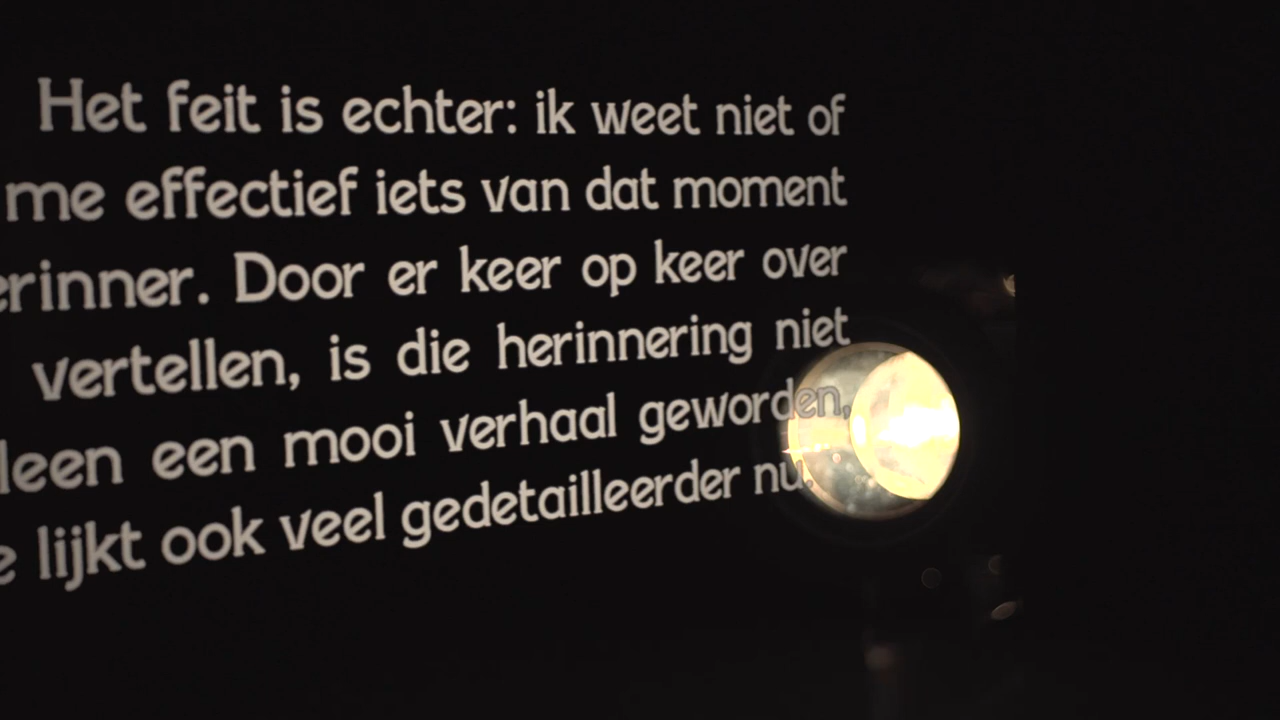 Het feit is echter: ik weet niet of
me effectief iets van dat moment
erinner. Door er keer op keer over
vertellen, is die herinnering niet
leen een mooi verhaal geworden,
e lijkt ook veel gedetailleerder nu.